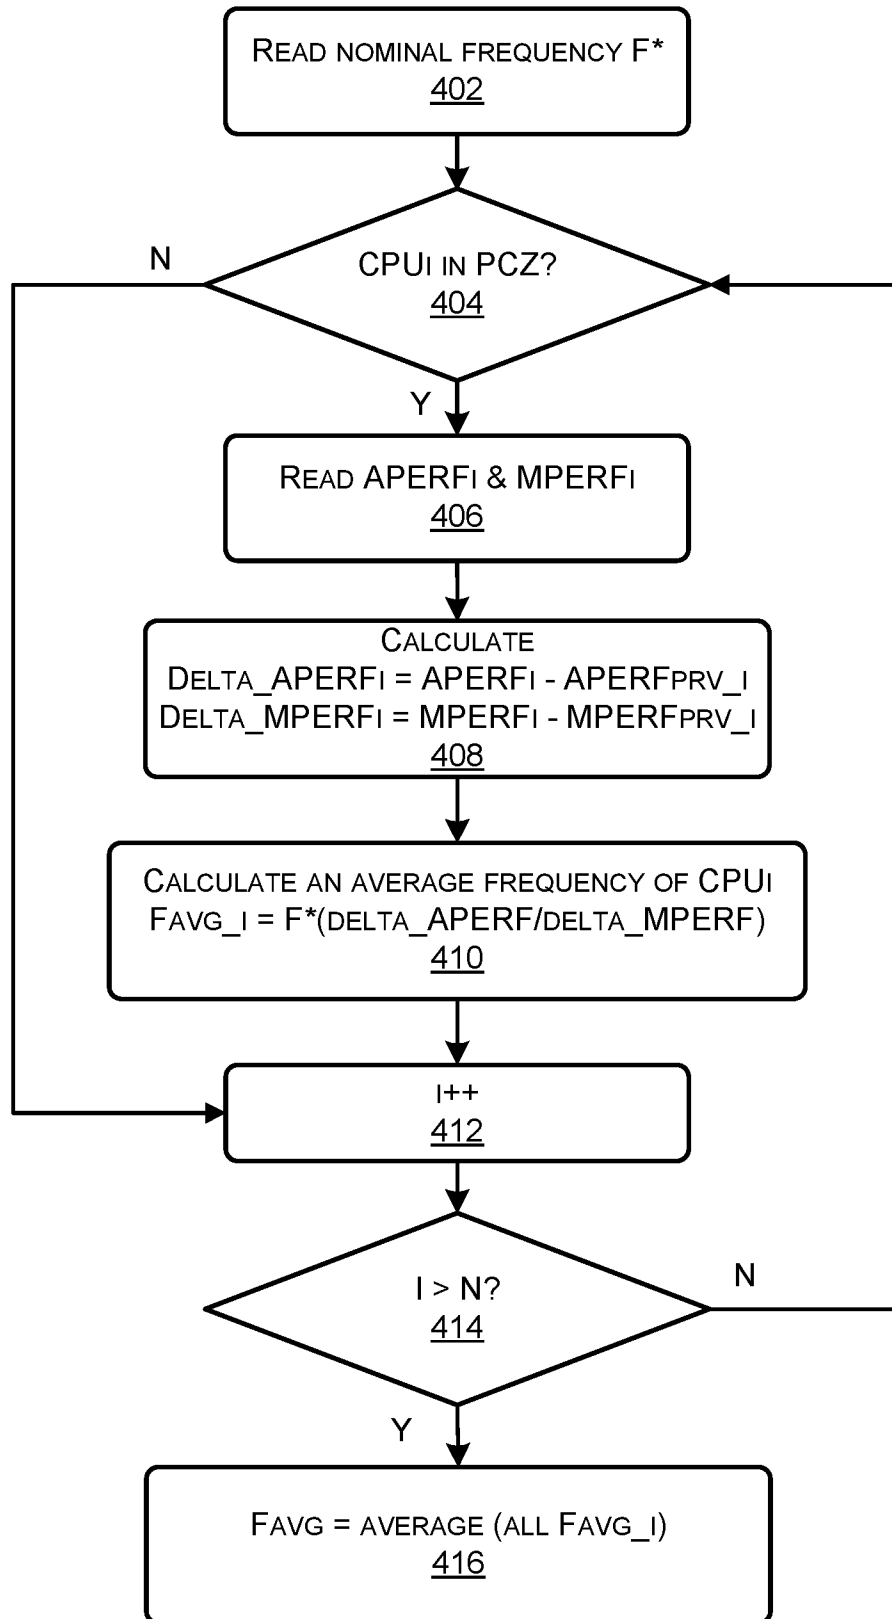 READ NOMINAL FREQUENCY F*
402
N
CPUI IN PCZ?
404
Y
READ APERFI & MPERFI
406
CALCULATE
DELTA_APERFI = APERFI - APERFPRV_I
DELTA_MPERFI = MPERFI - MPERFPRV_I
408
CALCULATE AN AVERAGE FREQUENCY OF CPUI
FAVG_I = F*(DELTA_APERF/DELTA_MPERF)
410
I++
412
I > N?
414
N
Y
FAVG = AVERAGE (ALL FAVG_I)
416